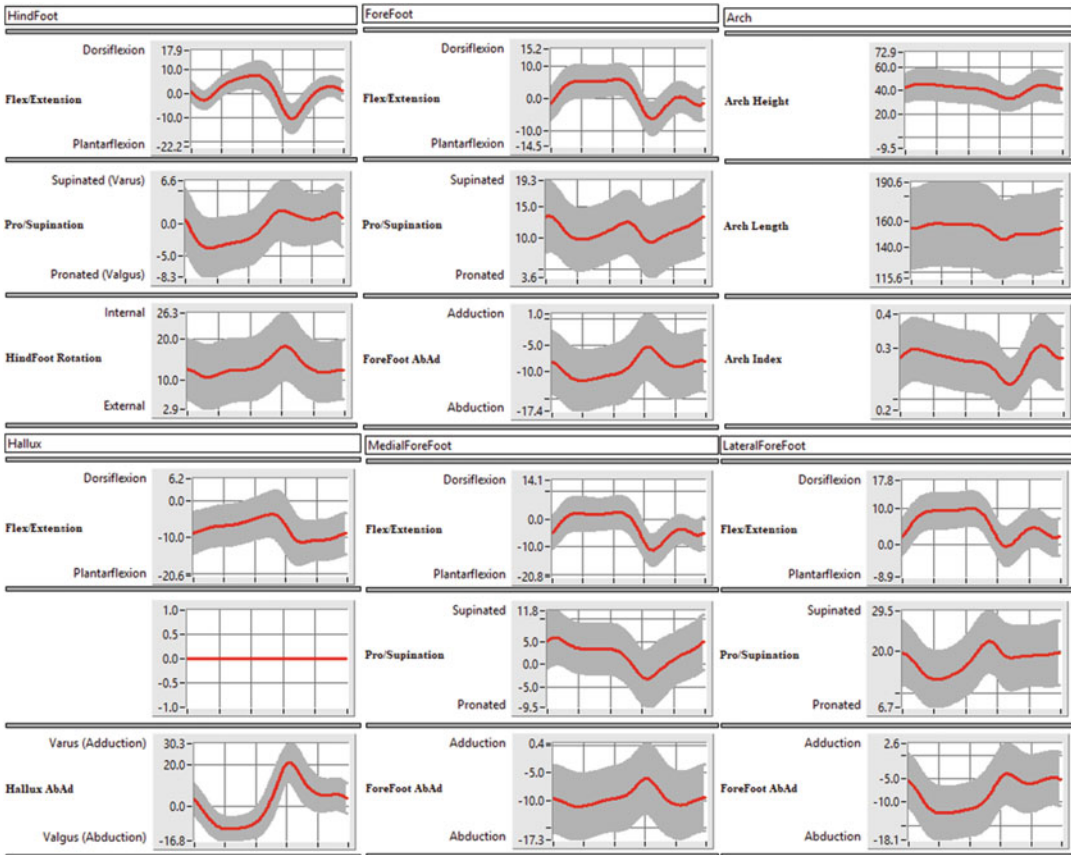 HindFoot
Dorsiflexion
17.9
10.0
Flex/Extension
0.0
-10.0
Plantarflexion
-22.2
Supinated (Varus)
6.6
Pro/Supination
0.0
-5.0
Pronated (Valgus)
-8.3
Internal
26.3
20.0
HindFoot Rotation
10.0
External
2.9
ForeFoot
Dorsiflexion
15.2
10.0
Flex/Extension
0.0
-10.0
Plantarflexion
-14.5
Supinated
19.3
15.0
Pro/Supination
10.0
Pronated
3.6
Adduction
1.0
-5.0
ForeFoot AbAd
-10.0
Abduction
-17.4
Arch
72.9
60.0
Arch Height
40.0
-9.5
190.6
Arch Length
160.0
140.0
115.6
0.4
Arch Index
0.3
0.2
Hallux
Dorsiflexion
6.2
0.0
Flex/Extension
-10.0
Plantarflexion
-20.6
1.0
0.5
0.0
-0.5
-1.0
Varus (Adduction)
30.3
20.0
Hallux AbAd
0.0
Valgus (Abduction)
-16.8
MedialForeFoot
Dorsiflexion
14.1
Flex/Extension
0.0
-10.0
Plantarflexion
-20.8
Supinated
11.8
Pro/Supination
5.0
0.0
-5.0
Pronated
-9.5
Adduction
0.4
-5.0
ForeFoot AbAd
-10.0
Abduction
-17.3
LateralForeFoot
Dorsiflexion
17.8
10.0
Flex/Extension
0.0
Plantarflexion
-8.9
Supinated
29.5
Pro/Supination
20.0
Pronated
6.7
Adduction
2.6
-5.0
ForeFoot AbAd
-10.0
Abduction
-18.1